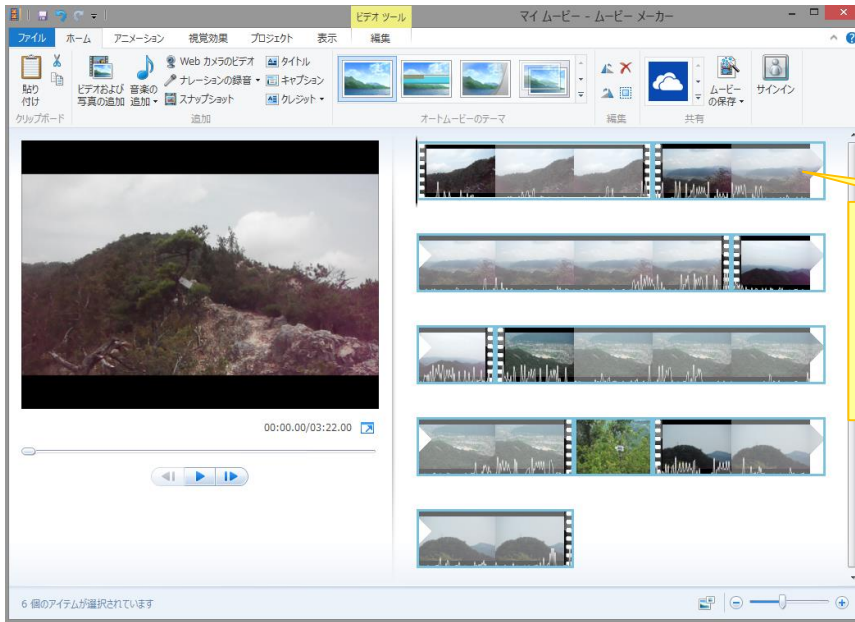 ビデオ ツール
マイ ムービー - ムービー メーカー
ファイル ホーム アニメーション 視覚効果 プロジェクト 表示 編集
貼り付け
ビデオおよび写真の追加
音楽の追加
Web カメラのビデオ
ナレーションの録音
スナップショット
タイトル
キャプション
クレジット
ムービーの保存
サインイン
クリップボード 追加 オートムービーのテーマ 編集 共有
00:00.00/03:22.00
6 個のアイテムが選択されています